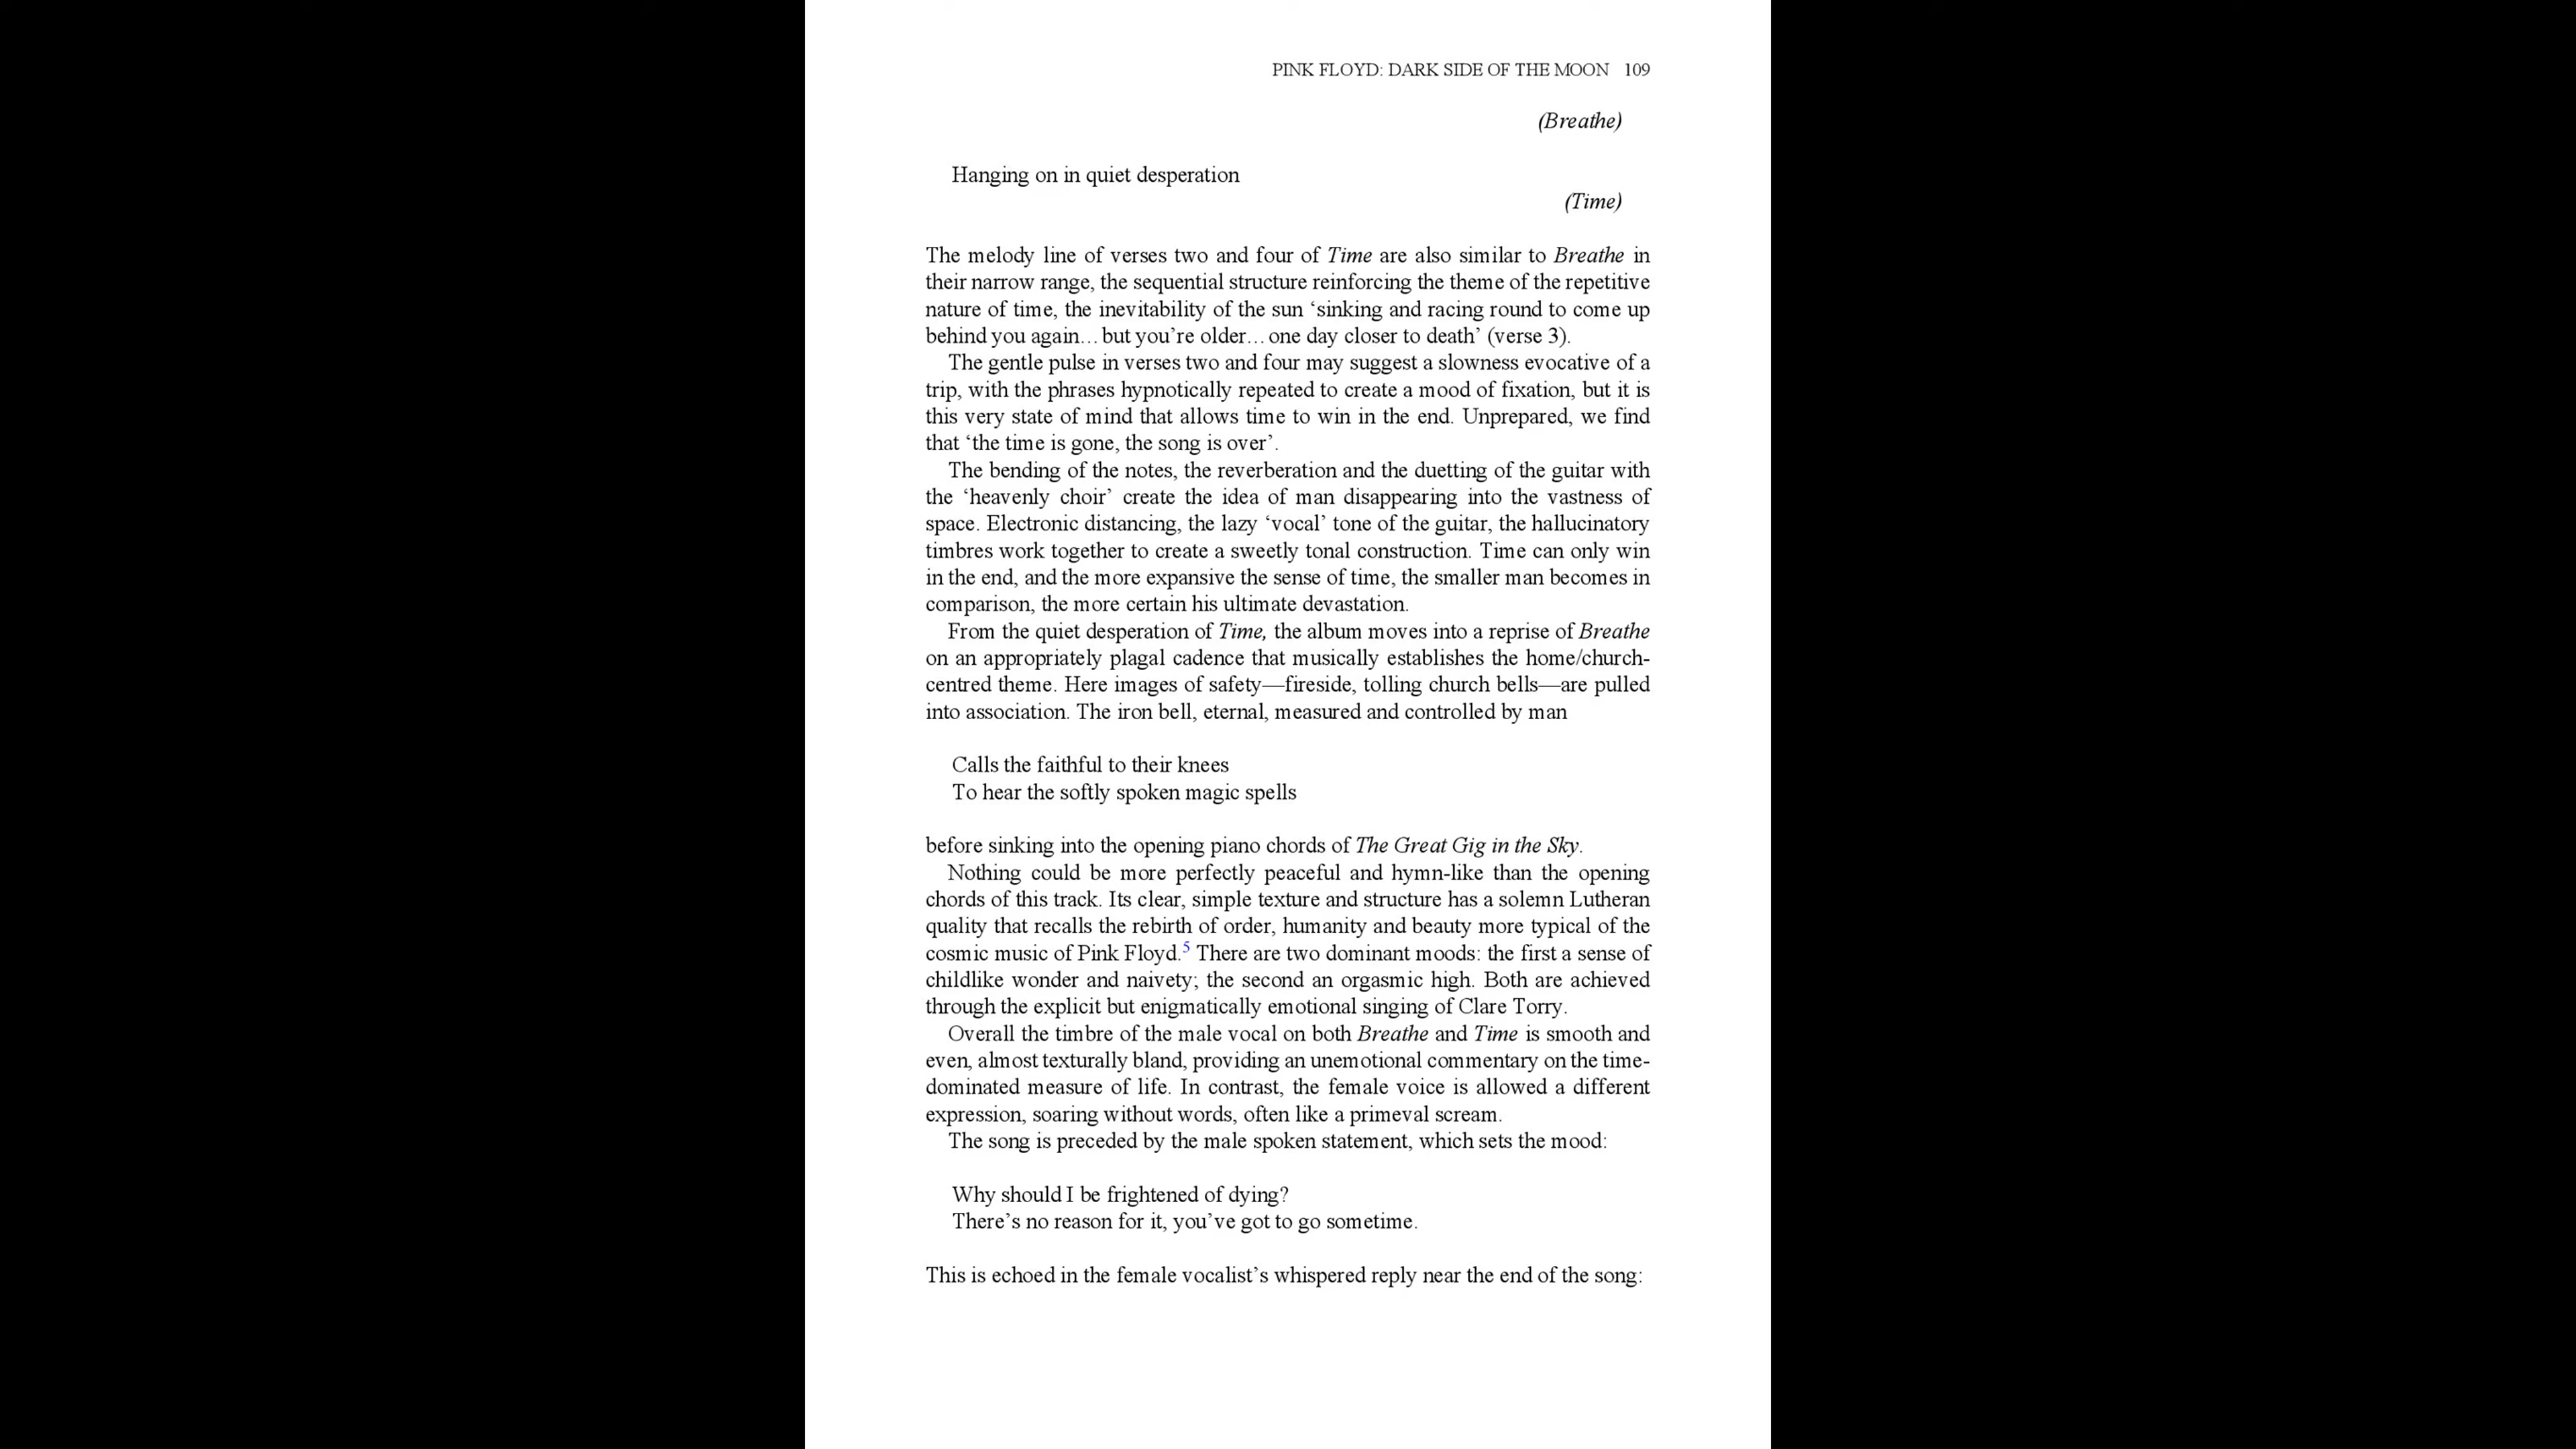 PINK FLOYD: DARK SIDE OF THE MOON 109
(Breathe)
Hanging on in quiet desperation
(Time)
The melody line of verses two and four of Time are also similar to Breathe in
their narrow range, the sequential structure reinforcing the theme of the repetitive
nature of time, the inevitability of the sun ‘sinking and racing round to come up
behind you again…but you’re older…one day closer to death’ (verse 3).
The gentle pulse in verses two and four may suggest a slowness evocative of a
trip, with the phrases hypnotically repeated to create a mood of fixation, but it is
this very state of mind that allows time to win in the end. Unprepared, we find
that ‘the time is gone, the song is over’.
The bending of the notes, the reverberation and the duetting of the guitar with
the ‘heavenly choir’ create the idea of man disappearing into the vastness of
space. Electronic distancing, the lazy ‘vocal’ tone of the guitar, the hallucinatory
timbres work together to create a sweetly tonal construction. Time can only win
in the end, and the more expansive the sense of time, the smaller man becomes in
comparison, the more certain his ultimate devastation.
From the quiet desperation of Time, the album moves into a reprise of Breathe
on an appropriately plagal cadence that musically establishes the home/church-
centred theme. Here images of safety—fireside, tolling church bells—are pulled
into association. The iron bell, eternal, measured and controlled by man
Calls the faithful to their knees
To hear the softly spoken magic spells
before sinking into the opening piano chords of The Great Gig in the Sky.
Nothing could be more perfectly peaceful and hymn-like than the opening
chords of this track. Its clear, simple texture and structure has a solemn Lutheran
quality that recalls the rebirth of order, humanity and beauty more typical of the
cosmic music of Pink Floyd.5 There are two dominant moods: the first a sense of
childlike wonder and naivety; the second an orgasmic high. Both are achieved
through the explicit but enigmatically emotional singing of Clare Torry.
Overall the timbre of the male vocal on both Breathe and Time is smooth and
even, almost texturally bland, providing an unemotional commentary on the time-
dominated measure of life. In contrast, the female voice is allowed a different
expression, soaring without words, often like a primeval scream.
The song is preceded by the male spoken statement, which sets the mood:
Why should I be frightened of dying?
There’s no reason for it, you’ve got to go sometime.
This is echoed in the female vocalist’s whispered reply near the end of the song: